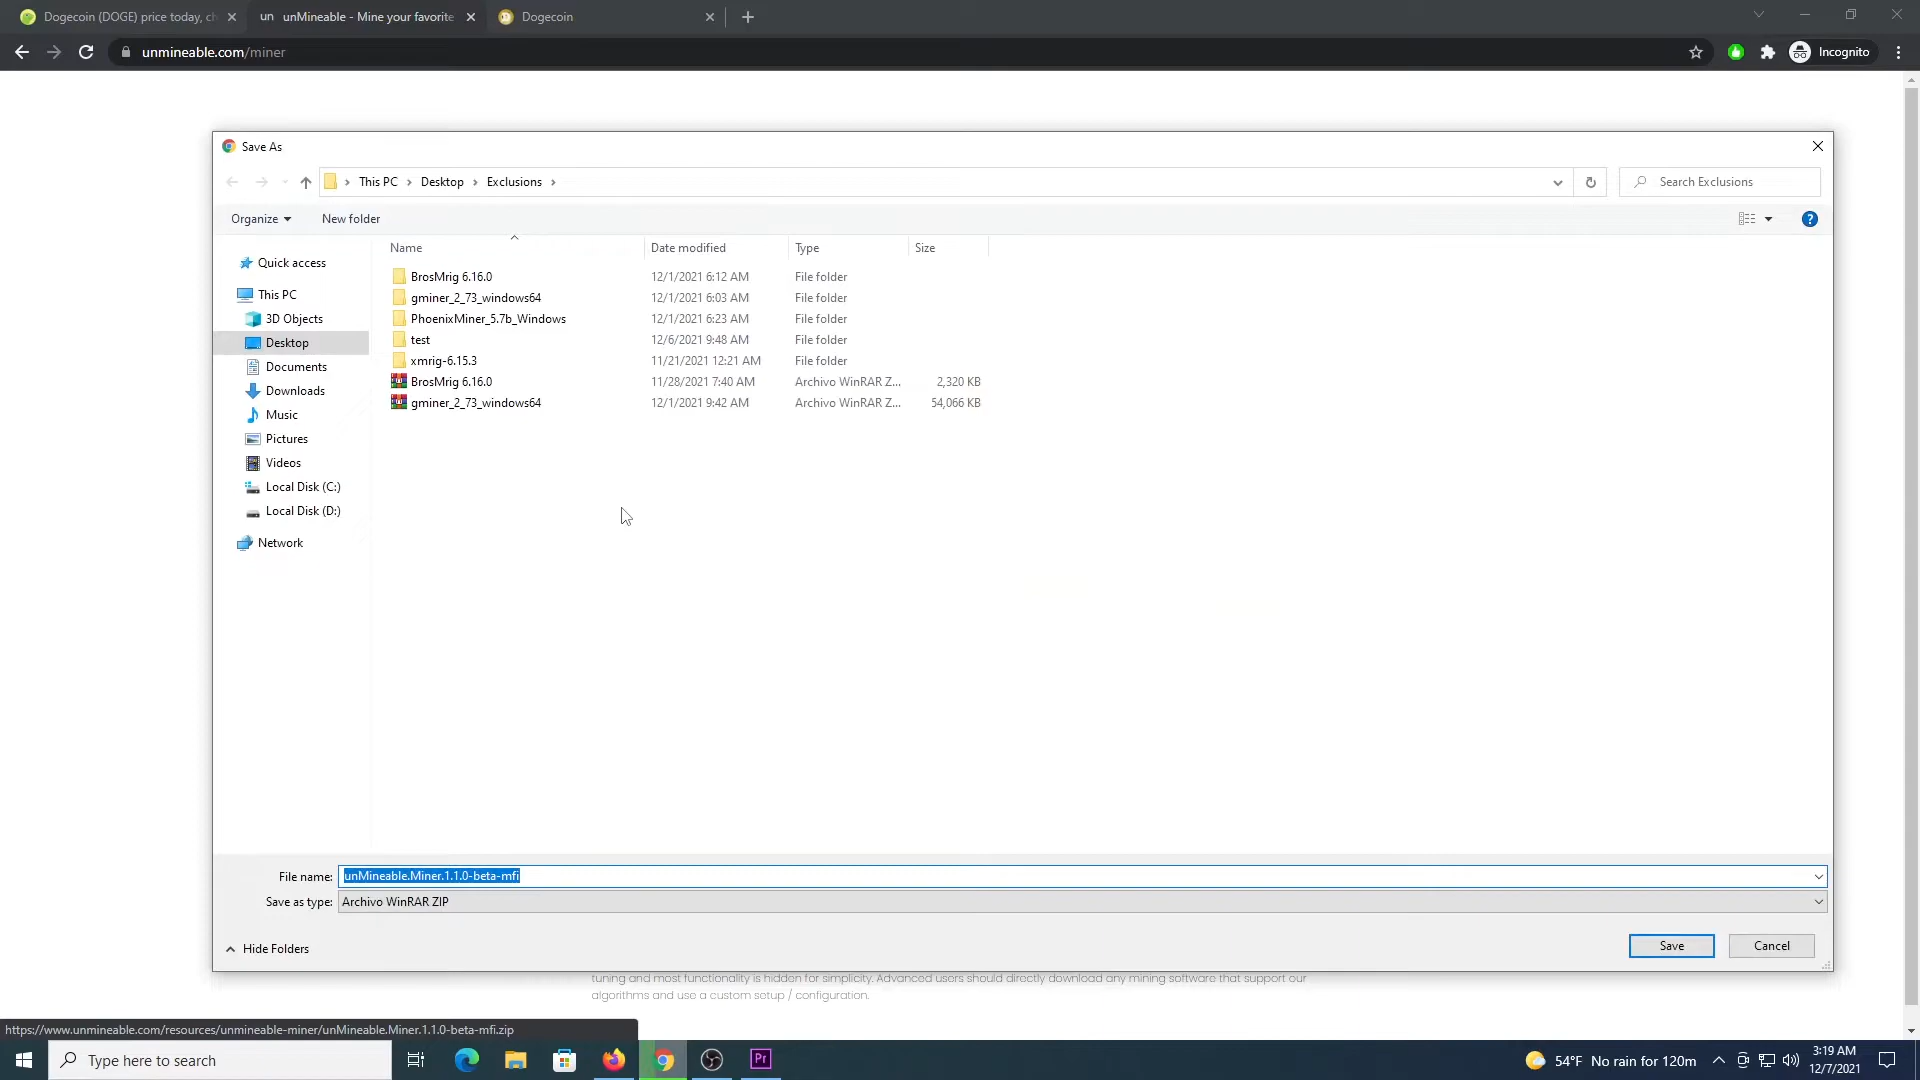 Dogecoin (DOGE) price today, ch
un unMineable - Mine your favorite
Dogecoin
unmineable.com/miner
Incognito
Save As
This PC > Desktop > Exclusions >
Search Exclusions
Organize
New folder
Name
Date modified
Type
Size
Quick access
This PC
3D Objects
Desktop
Documents
Downloads
Music
Pictures
Videos
Local Disk (C:)
Local Disk (D:)
Network
BrosMrig 6.16.0 12/1/2021 6:12 AM File folder
gminer_2_73_windows64 12/1/2021 6:03 AM File folder
PhoenixMiner_5.7b_Windows 12/1/2021 6:23 AM File folder
test 12/6/2021 9:48 AM File folder
xmrig-6.15.3 11/21/2021 12:21 AM File folder
BrosMrig 6.16.0 11/28/2021 7:40 AM Archivo WinRAR Z... 2,320 KB
gminer_2_73_windows64 12/1/2021 9:42 AM Archivo WinRAR Z... 54,066 KB
File name: unMineable.Miner.1.1.0-beta-mfi
Save as type: Archivo WinRAR ZIP
Hide Folders
Save
Cancel
tuning and most functionality is hidden for simplicity. Advanced users should directly download any mining software that support our
algorithms and use a custom setup / configuration.
https://www.unmineable.com/resources/unmineable-miner/unMineable.Miner.1.1.0-beta-mfi.zip
Type here to search
Pr
54°F No rain for 120m
3:19 AM
12/7/2021